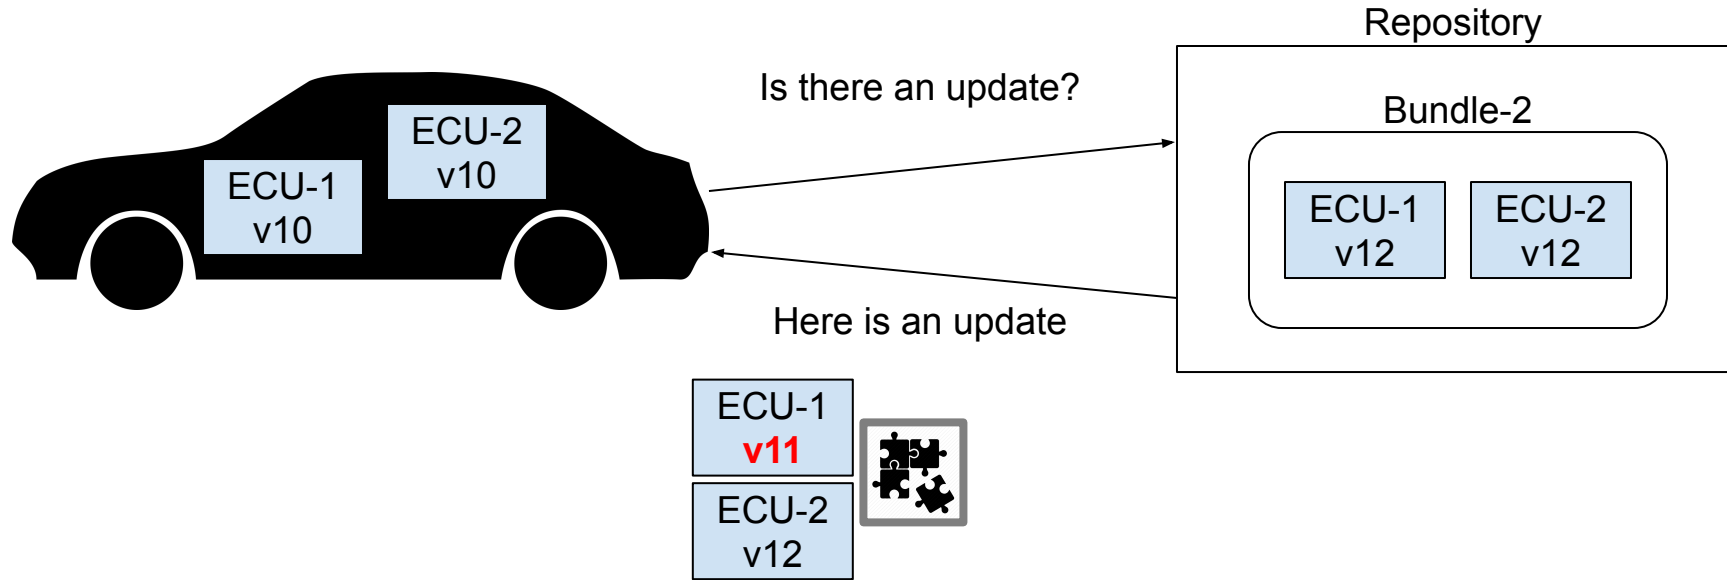 Repository
Is there an update?
Bundle-2
ECU-2
v10
ECU-1
v10
ECU-1
v12
ECU-2
v12
Here is an update
ECU-1
v11
ECU-2
v12